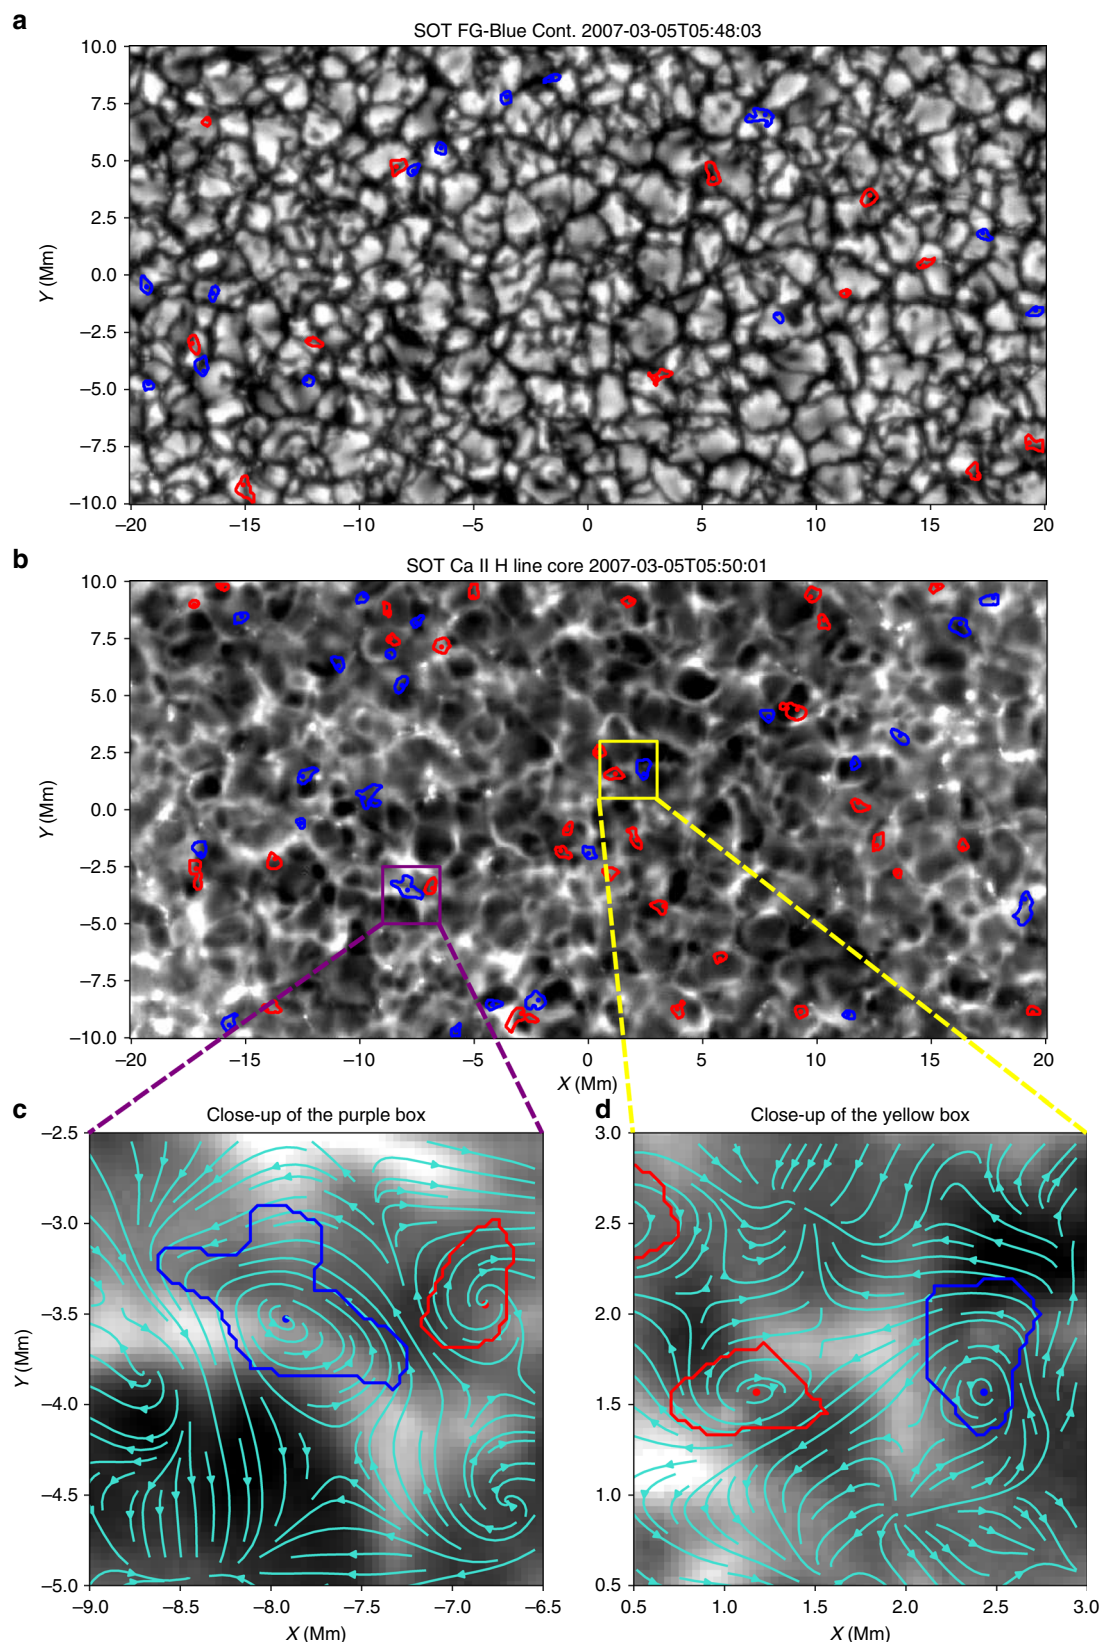 a
SOT FG-Blue Cont. 2007-03-05T05:48:03
10.0
7.5
5.0
2.5
0.0
−2.5
−5.0
−7.5
−10.0
Y (Mm)
−20 −15 −10 −5 0 5 10 15 20
b
SOT Ca II H line core 2007-03-05T05:50:01
10.0
7.5
5.0
2.5
0.0
−2.5
−5.0
−7.5
−10.0
Y (Mm)
−20 −15 −10 −5 0 5 10 15 20
X (Mm)
c
Close-up of the purple box
−2.5
−3.0
−3.5
−4.0
−4.5
−5.0
Y (Mm)
−9.0 −8.5 −8.0 −7.5 −7.0 −6.5
X (Mm)
d
Close-up of the yellow box
3.0
2.5
2.0
1.5
1.0
0.5
0.5 1.0 1.5 2.0 2.5 3.0
X (Mm)